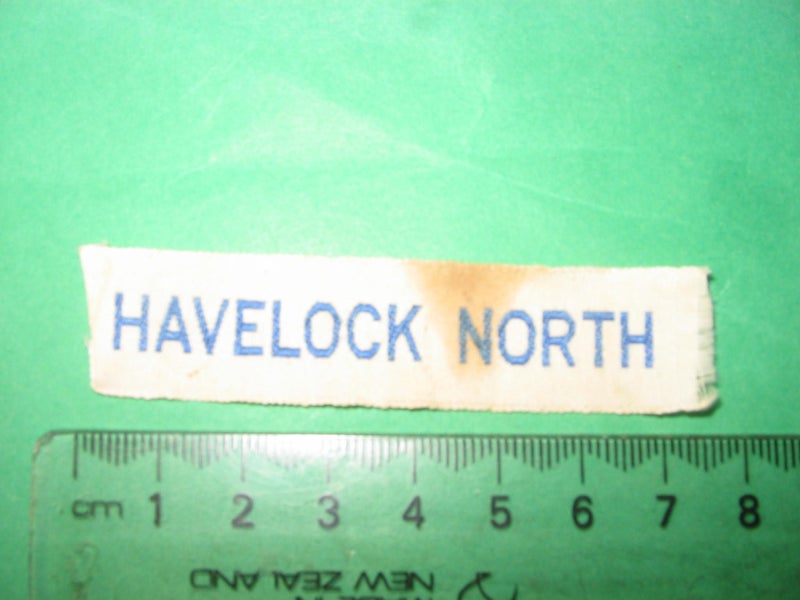 HAVELOCK NORTH
cm 1 2 3 4 5 6 7 8
NEW ZEALAND